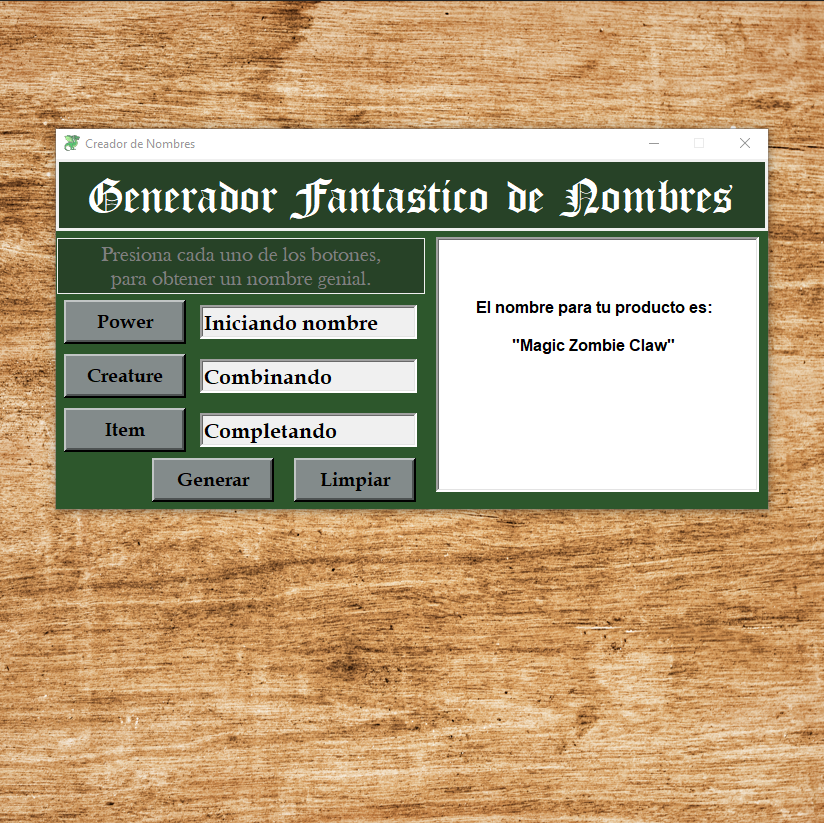 Creador de Nombres
Generador Fantastico de Nombres
Presiona cada uno de los botones,
para obtener un nombre genial.
Power
Iniciando nombre
Creature
Combinando
Item
Completando
Generar
Limpiar
El nombre para tu producto es:
"Magic Zombie Claw"